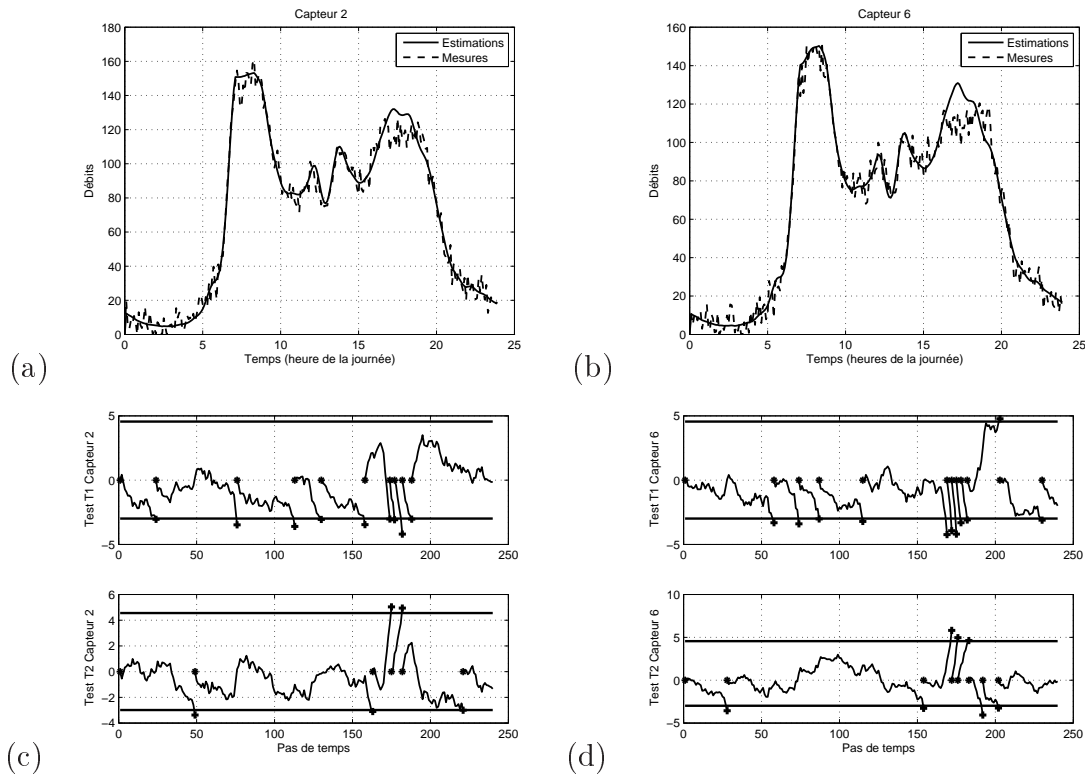 Capteur 2
180
160
140
120
100
80
60
40
20
0
Débits
Estimations
Mesures
0 5 10 15 20 25
Temps (heure de la journée)
(a)
Capteur 6
160
140
120
100
80
60
40
20
0
Débits
Estimations
Mesures
0 5 10 15 20 25
Temps (heures de la journée)
(b)
5
0
−5
Test T1 Capteur 2
0 50 100 150 200 250
6
4
2
0
−2
−4
Test T2 Capteur 2
0 50 100 150 200 250
Pas de temps
(c)
5
0
−5
Test T1 Capteur 6
0 50 100 150 200 250
10
5
0
−5
Test T2 Capteur 6
0 50 100 150 200 250
Pas de temps
(d)